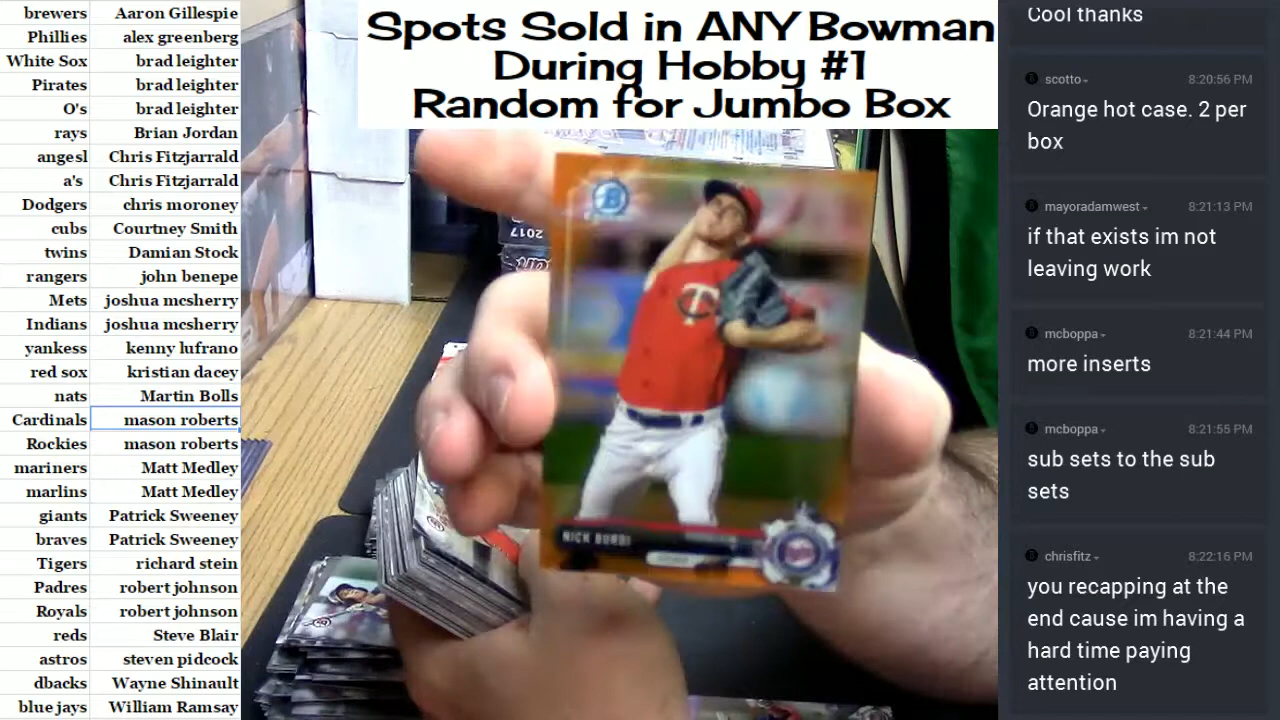 brewers Aaron Gillespie
Phillies alex greenberg
White Sox brad leighter
Pirates brad leighter
O's brad leighter
rays Brian Jordan
angesl Chris Fitzjarrald
a's Chris Fitzjarrald
Dodgers chris moroney
cubs Courtney Smith
twins Damian Stock
rangers john benepe
Mets joshua mcsherry
Indians joshua mcsherry
yankess kenny lufrano
red sox kristian dacey
nats Martin Bolls
Cardinals mason roberts
Rockies mason roberts
mariners Matt Medley
marlins Matt Medley
giants Patrick Sweeney
braves Patrick Sweeney
Tigers richard stein
Padres robert johnson
Royals robert johnson
reds Steve Blair
astros steven pidcock
dbacks Wayne Shinault
blue jays William Ramsay
Spots Sold in ANY Bowman
During Hobby #1
Random for Jumbo Box
2017
B
T
NICK BURDI
Cool thanks
scotto 8:20:56 PM
Orange hot case. 2 per
box
mayoradamwest 8:21:13 PM
if that exists im not
leaving work
mcboppa 8:21:44 PM
more inserts
mcboppa 8:21:55 PM
sub sets to the sub
sets
chrisfitz 8:22:16 PM
you recapping at the
end cause im having a
hard time paying
attention